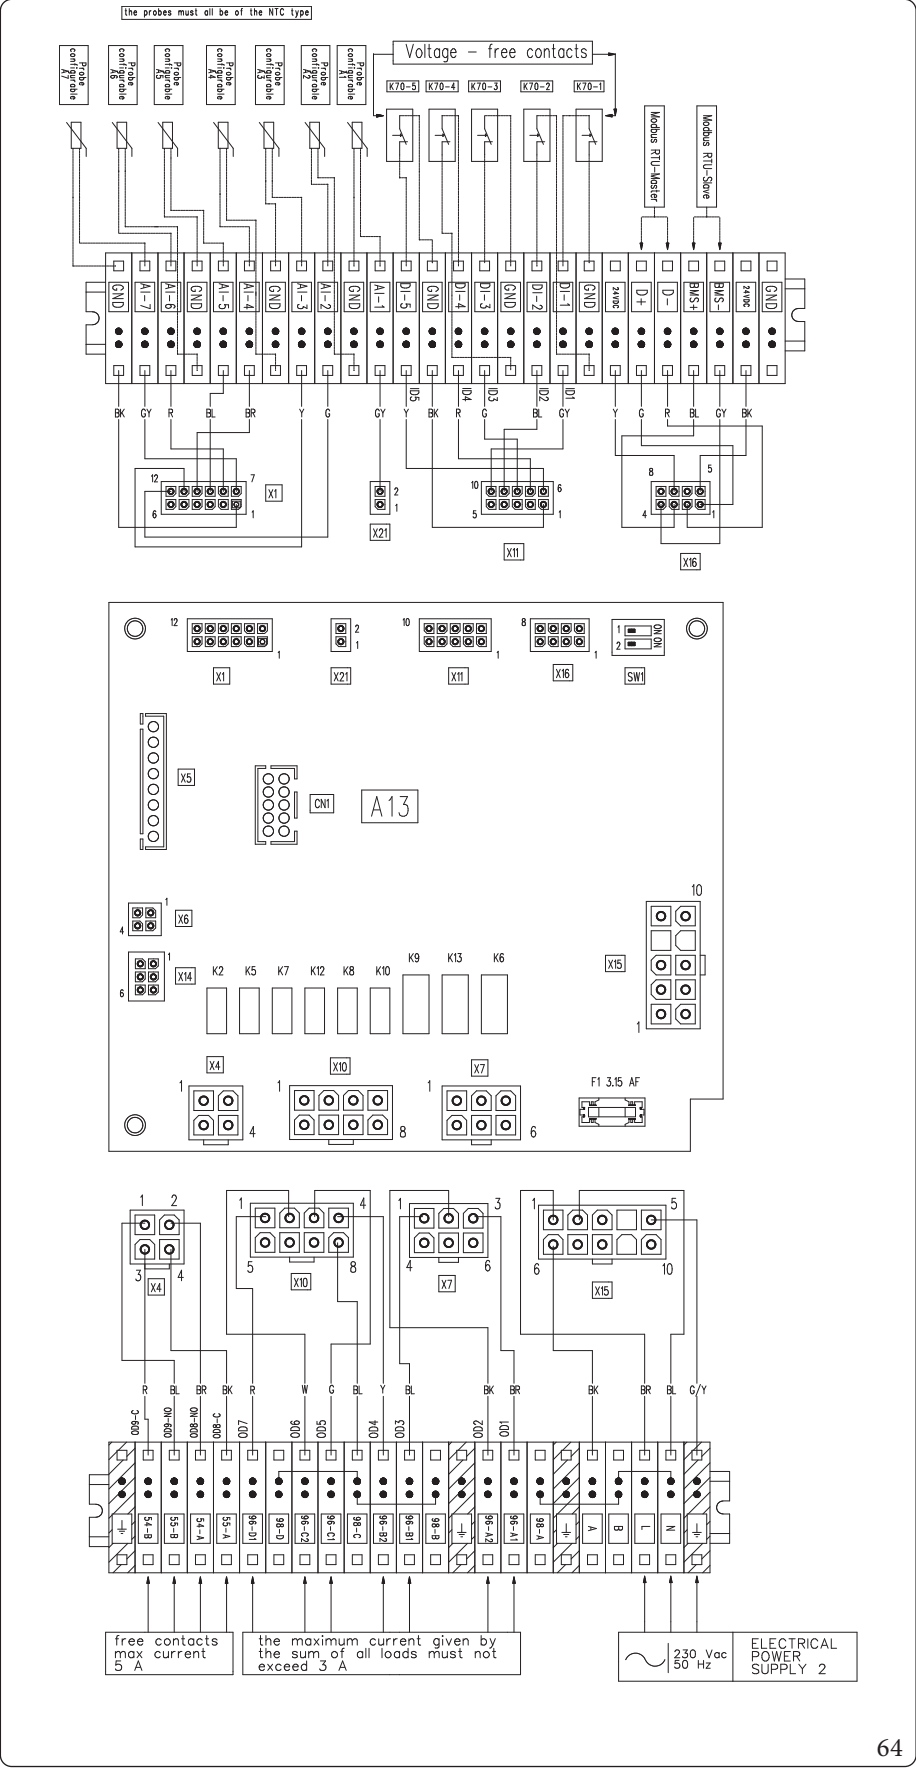 the probes must all be of the NTC type
Probe
configurable
A7
Probe
configurable
A6
Probe
configurable
A5
Probe
configurable
A4
Probe
configurable
A3
Probe
configurable
A2
Probe
configurable
A1
Voltage - free contacts
K70-5 K70-4 K70-3 K70-2 K70-1
Modbus RTU-Master
Modbus RTU-Slave
GND AI-7 AI-6 GND AI-5 AI-4 GND AI-3 AI-2 GND AI-1 DI-5 GND DI-4 DI-3 GND DI-2 DI-1 GND 24VDC D+ D- BMS+ BMS- 24VDC GND
ID5 ID4 ID3 ID2 ID1
BK GY R BL BR Y G GY Y BK R G BL GY Y G R BL GY BK
12 7 X1
6 1
2
1
X21
10 6
5 1
X11
8 5
4 1
X16
12 2 10 8 1 ON
1 1 1 1 2 ON
X1 X21 X11 X16 SW1
X5
CN1 A13
10
1
X6
4
1
X14
6
K2 K5 K7 K12 K8 K10 K9 K13 K6
X15
1
X4 X10 X7
F1 3.15 AF
1 1 1
4 8 6
1 2 1 4 1 3 1 5
3 4 5 8 4 6 6 10
X4 X10 X7 X15
R BL BR BK R W G BL Y BL BK BR BK BR BL G/Y
OD9-C OD9-NO OD8-NO OD8-C OD7 OD6 OD5 OD4 OD3 OD2 OD1
54-B 55-B 54-A 55-A 96-D1 98-D 96-C2 96-C1 98-C 96-B2 96-B1 98-B 96-A2 96-A1 98-A A B L N
free contacts
max current
5 A
the maximum current given by
the sum of all loads must not
exceed 3 A
230 Vac
50 Hz
ELECTRICAL
POWER
SUPPLY 2
64